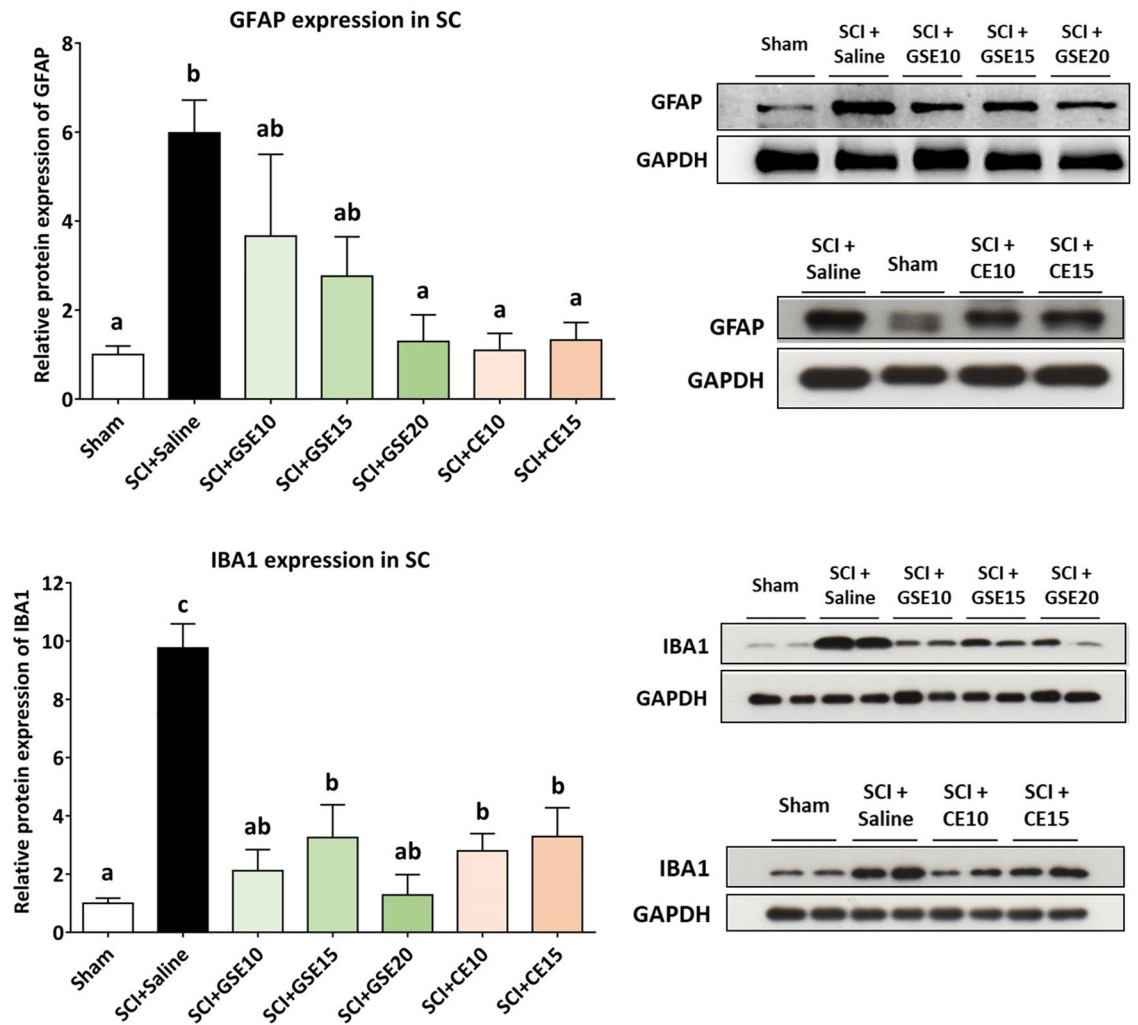 GFAP expression in SC
Relative protein expression of GFAP
8
6
4
2
0
a
b
ab
ab
a
a
a
Sham
SCI+Saline
SCI+GSE10
SCI+GSE15
SCI+GSE20
SCI+CE10
SCI+CE15
Sham
SCI +
Saline
SCI +
GSE10
SCI +
GSE15
SCI +
GSE20
GFAP
GAPDH
SCI +
Saline
Sham
SCI +
CE10
SCI +
CE15
GFAP
GAPDH
IBA1 expression in SC
Relative protein expression of IBA1
12
10
8
6
4
2
0
a
c
ab
b
ab
b
b
Sham
SCI+Saline
SCI+GSE10
SCI+GSE15
SCI+GSE20
SCI+CE10
SCI+CE15
Sham
SCI +
Saline
SCI +
GSE10
SCI +
GSE15
SCI +
GSE20
IBA1
GAPDH
Sham
SCI +
Saline
SCI +
CE10
SCI +
CE15
IBA1
GAPDH